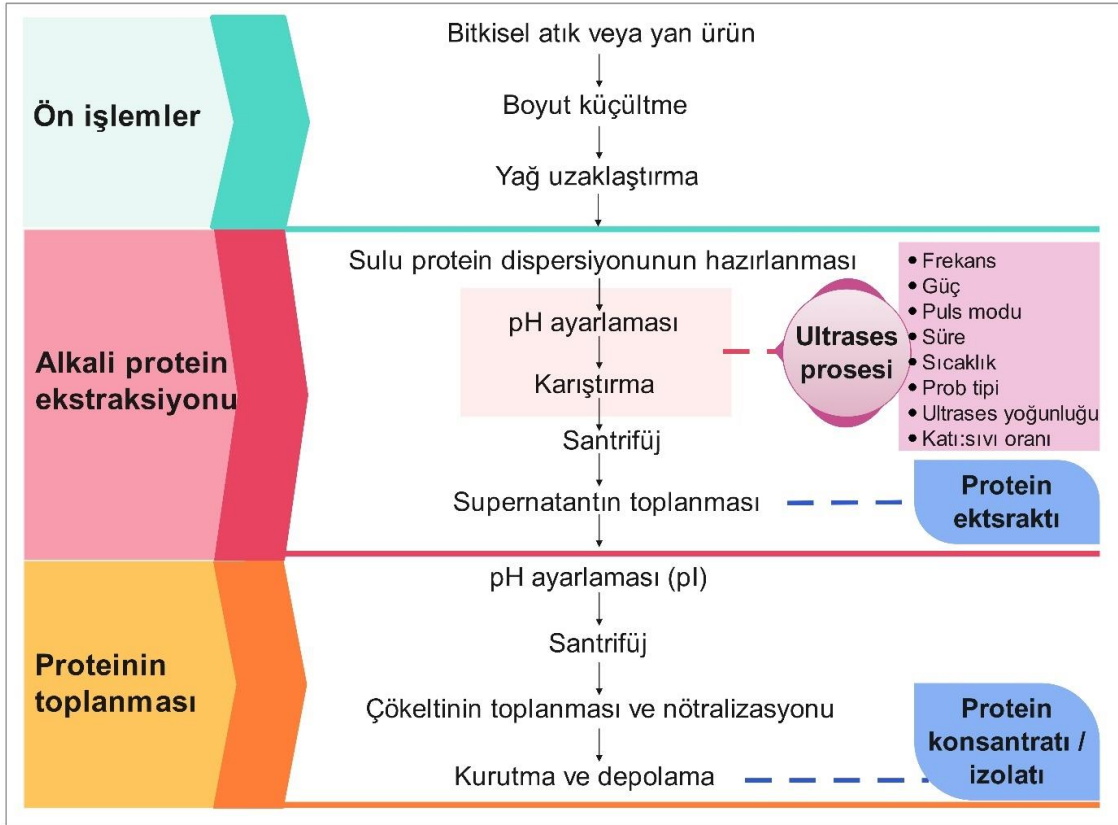 Ön işlemler
Bitkisel atık veya yan ürün
Boyut küçültme
Yağ uzaklaştırma
Alkali protein
ekstraksiyonu
Sulu protein dispersiyonunun hazırlanması
pH ayarlaması
Karıştırma
Santrifüj
Supernatantın toplanması
Ultrases
prosesi
• Frekans
• Güç
• Puls modu
• Süre
• Sıcaklık
• Prob tipi
• Ultrases yoğunluğu
• Katı:sıvı oranı
Protein
ektsraktı
Proteinin
toplanması
pH ayarlaması (pI)
Santrifüj
Çökeltinin toplanması ve nötralizasyonu
Kurutma ve depolama
Protein
konsantratı /
izolatı